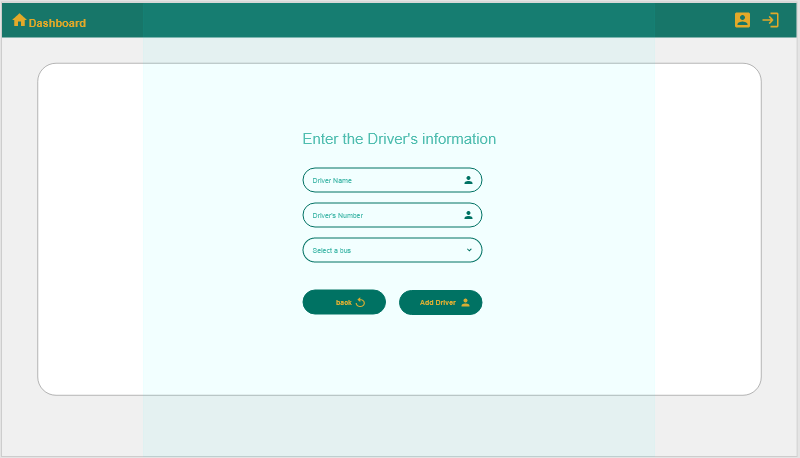 Dashboard
Enter the Driver's information
Driver Name
Driver's Number
Select a bus
back
Add Driver